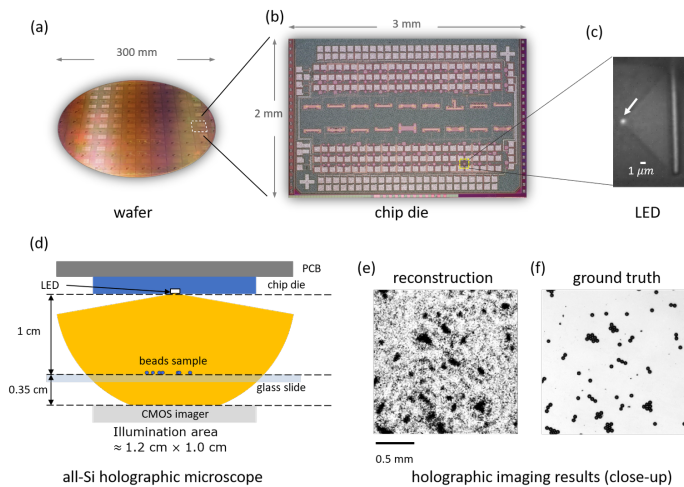 (a)
300 mm
wafer
(b)
3 mm
2 mm
chip die
(c)
1 μm
LED
(d)
PCB
LED
chip die
1 cm
beads sample
0.35 cm
glass slide
CMOS imager
Illumination area
≈ 1.2 cm × 1.0 cm
all-Si holographic microscope
(e)
reconstruction
0.5 mm
(f)
ground truth
holographic imaging results (close-up)